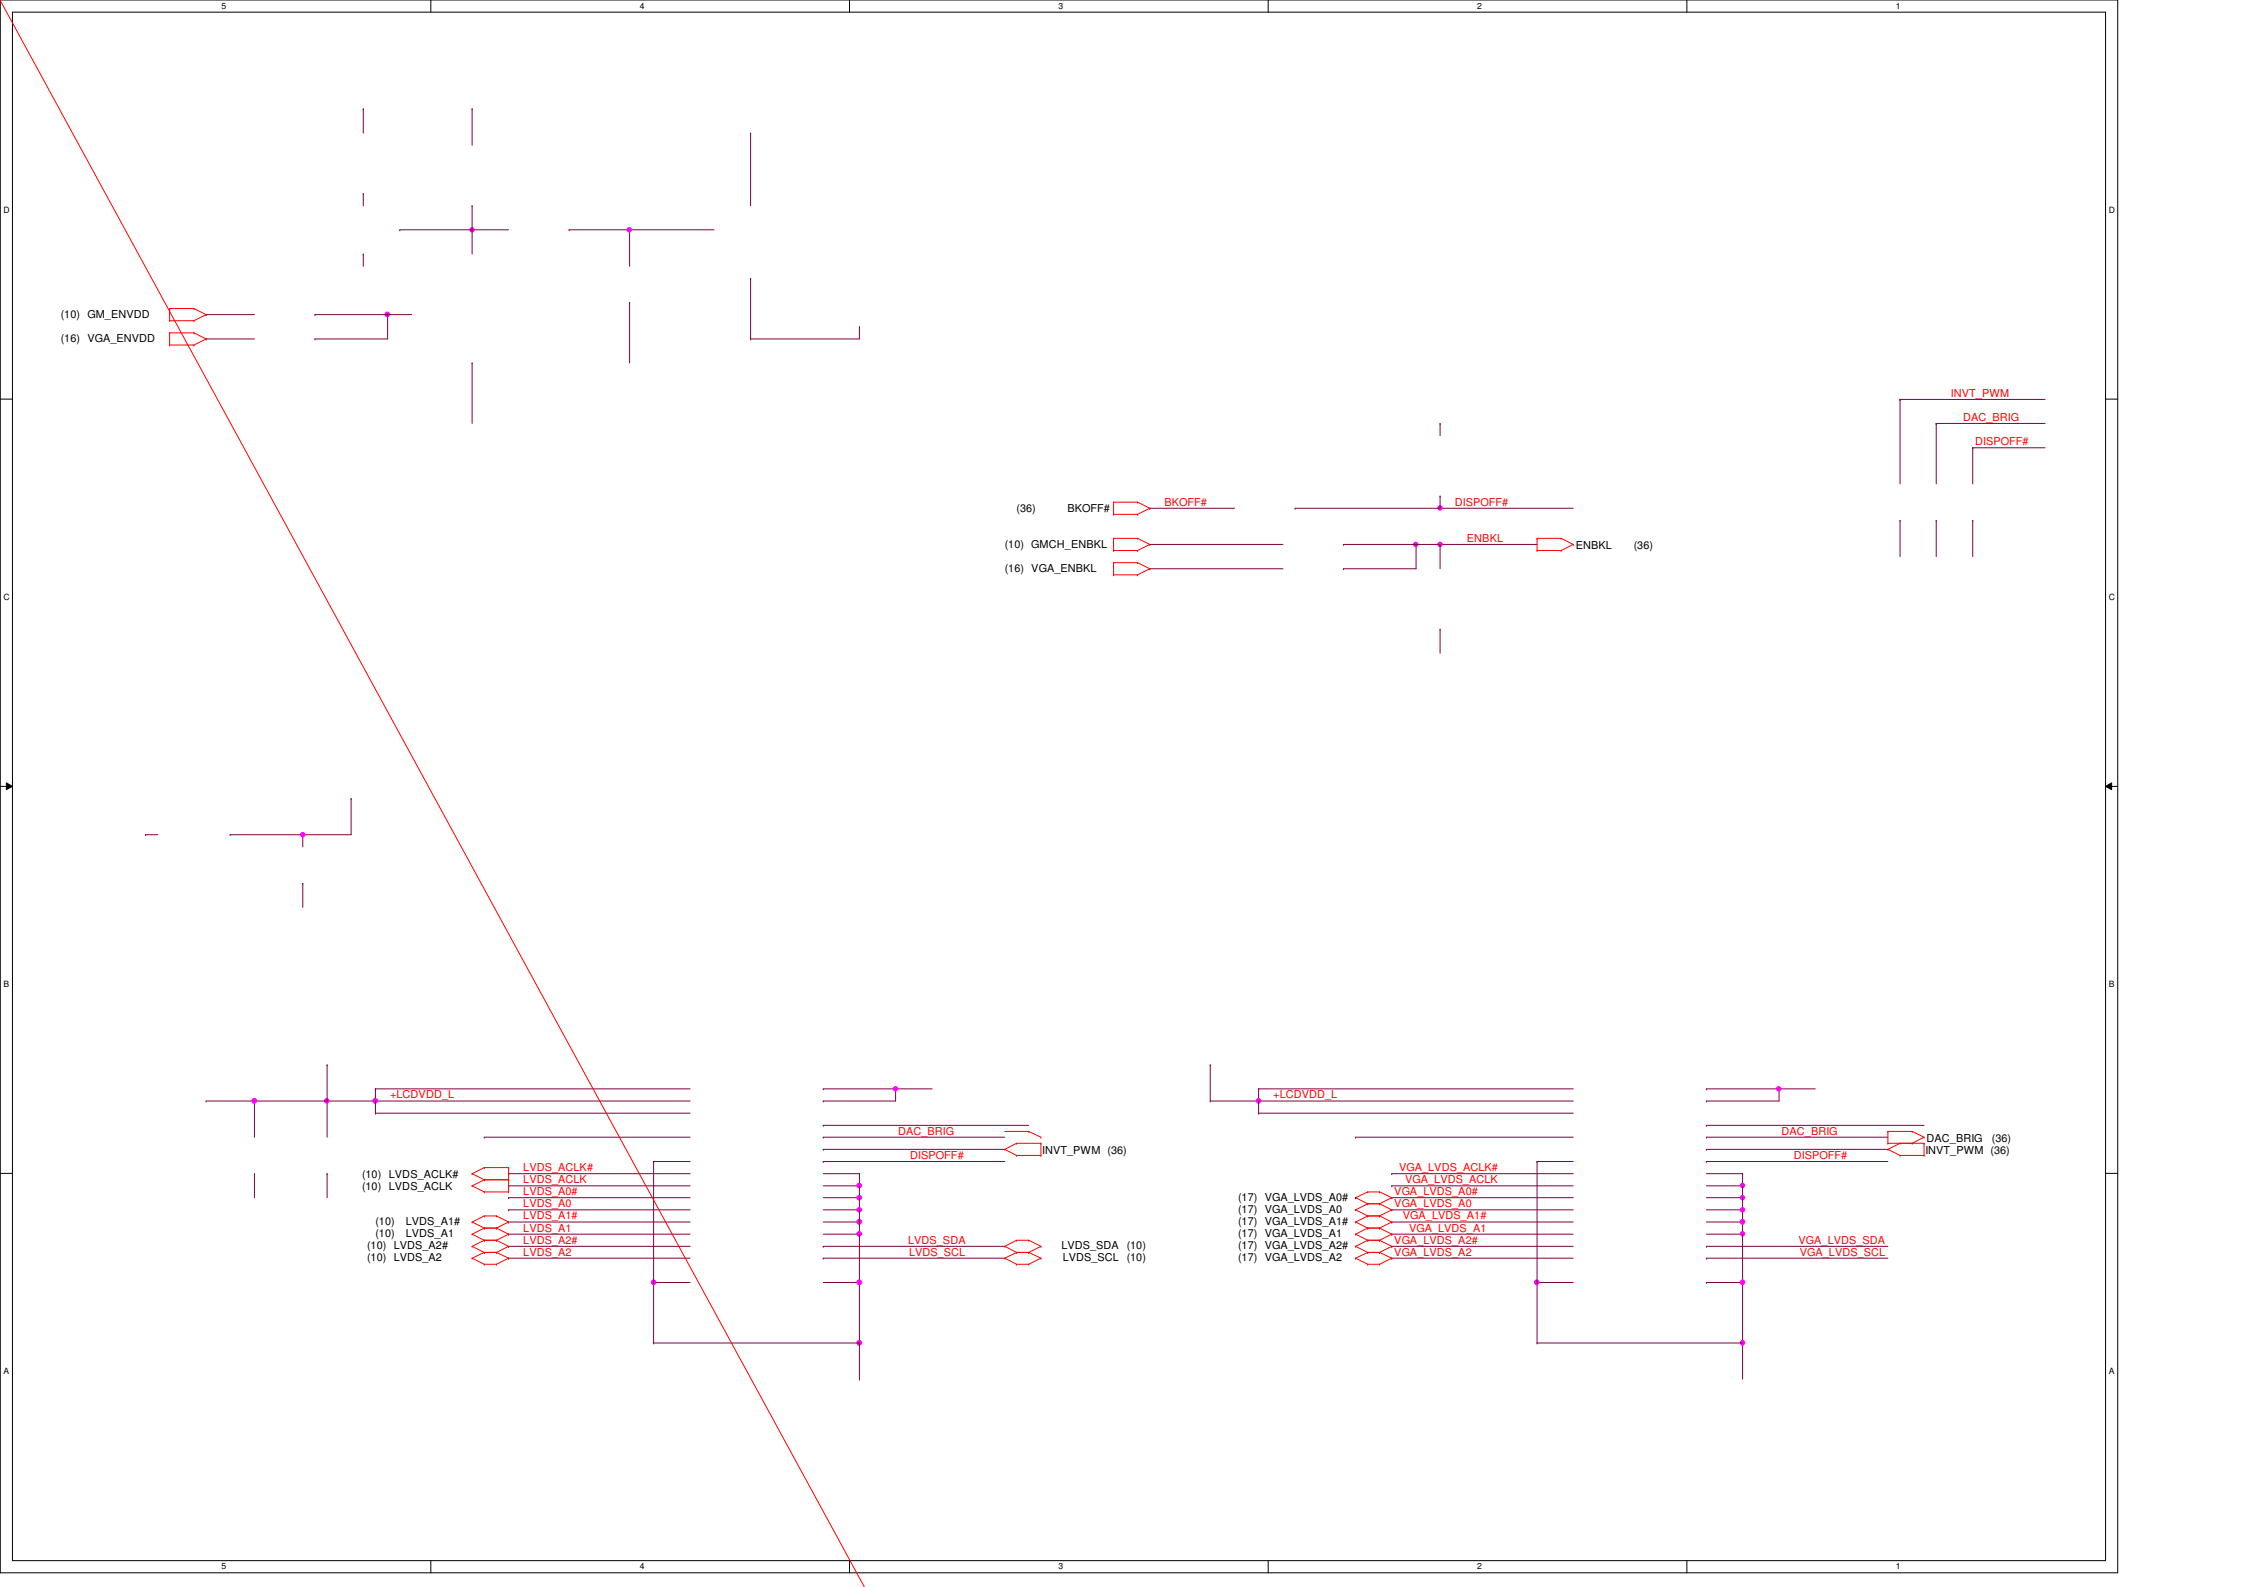 5 4 3 2 1
D D
(10) GM_ENVDD
(16) VGA_ENVDD
INVT_PWM
DAC_BRIG
DISPOFF#
(36) BKOFF# BKOFF# DISPOFF#
(10) GMCH_ENBKL ENBKL ENBKL (36)
(16) VGA_ENBKL
C C
B B
+LCDVDD_L +LCDVDD_L
DAC_BRIG DAC_BRIG DAC_BRIG (36)
INVT_PWM (36) INVT_PWM (36)
DISPOFF# DISPOFF#
(10) LVDS_ACLK# LVDS_ACLK# VGA_LVDS_ACLK#
(10) LVDS_ACLK LVDS_ACLK VGA_LVDS_ACLK
LVDS_A0# (17) VGA_LVDS_A0# VGA_LVDS_A0#
LVDS_A0 (17) VGA_LVDS_A0 VGA_LVDS_A0
(10) LVDS_A1# LVDS_A1# (17) VGA_LVDS_A1# VGA_LVDS_A1#
(10) LVDS_A1 LVDS_A1 (17) VGA_LVDS_A1 VGA_LVDS_A1
(10) LVDS_A2# LVDS_A2# LVDS_SDA LVDS_SDA (10) (17) VGA_LVDS_A2# VGA_LVDS_A2# VGA_LVDS_SDA
(10) LVDS_A2 LVDS_A2 LVDS_SCL LVDS_SCL (10) (17) VGA_LVDS_A2 VGA_LVDS_A2 VGA_LVDS_SCL
A A
5 4 3 2 1